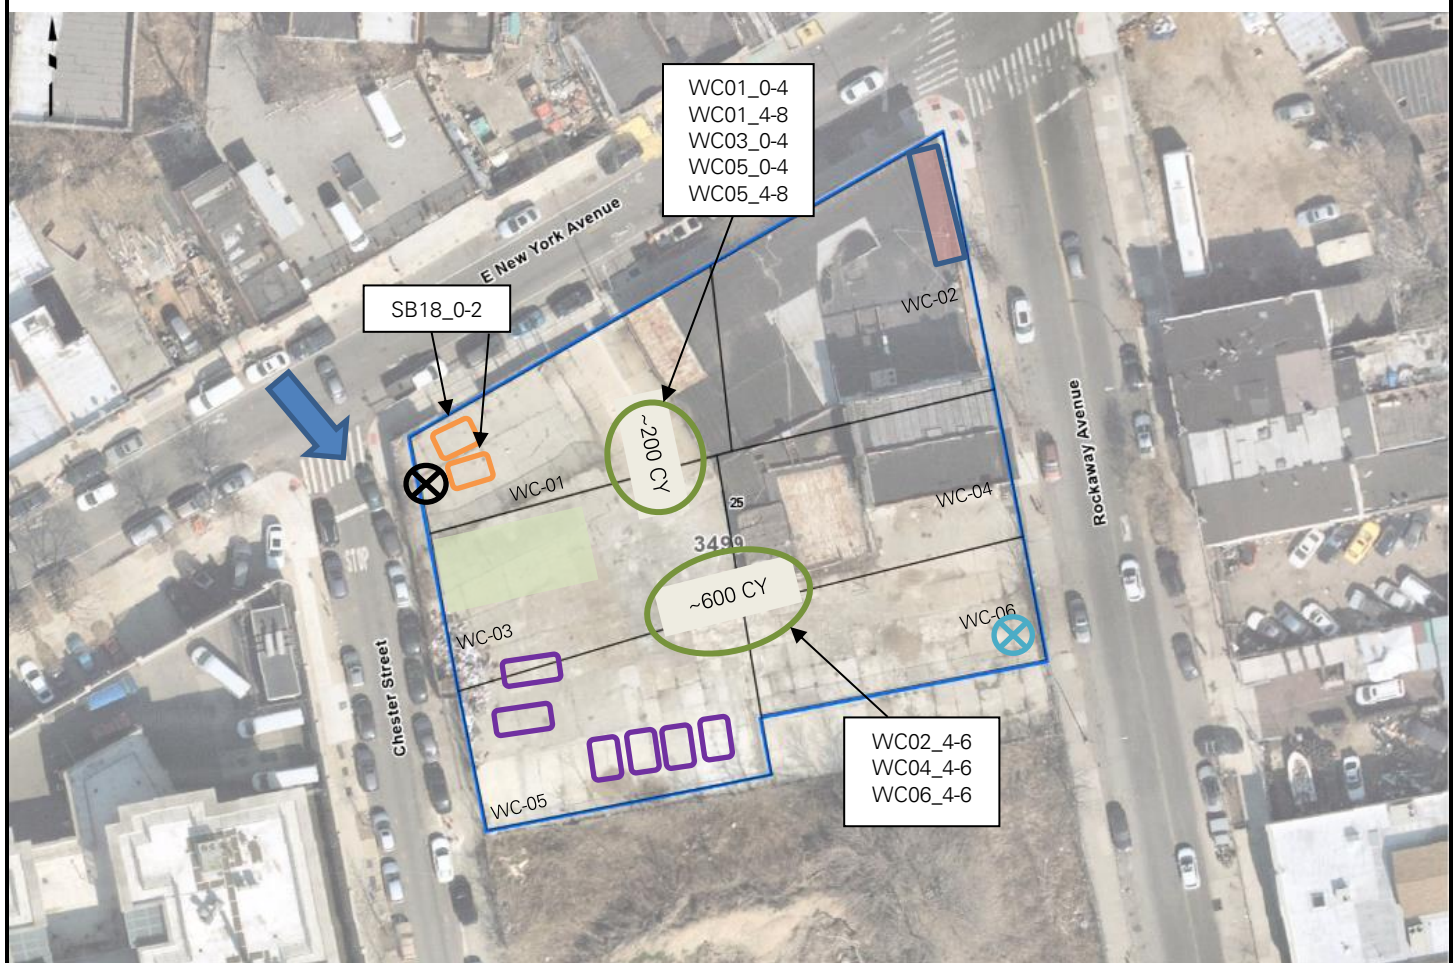 WC01_0-4
WC01_4-8
WC03_0-4
WC05_0-4
WC05_4-8
E New York Avenue
SB18_0-2
WC-02
~200 CY
WC-01
WC-04
Rockaway Avenue
25
3499
STOP
~600 CY
WC-06
WC-03
Chester Street
WC02_4-6
WC04_4-6
WC06_4-6
WC-05